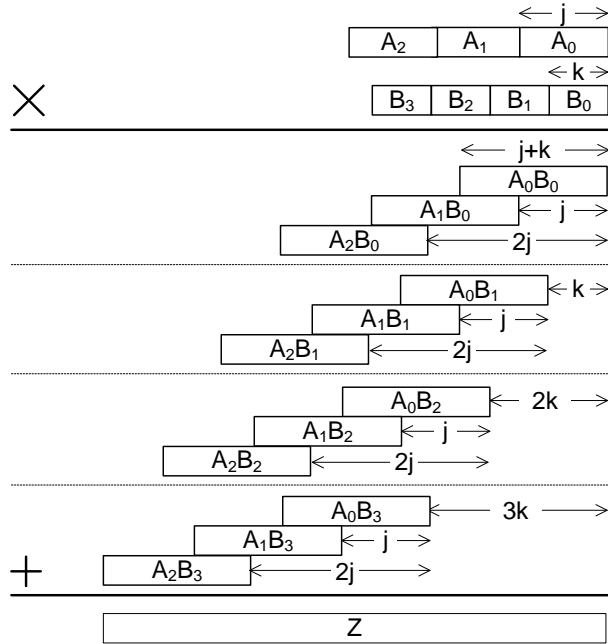 j
A₂ A₁ A₀
k
× B₃ B₂ B₁ B₀
j+k
A₀B₀
A₁B₀ j
A₂B₀ 2j
A₀B₁ k
A₁B₁ j
A₂B₁ 2j
A₀B₂ 2k
A₁B₂ j
A₂B₂ 2j
A₀B₃ 3k
A₁B₃ j
+ A₂B₃ 2j
Z